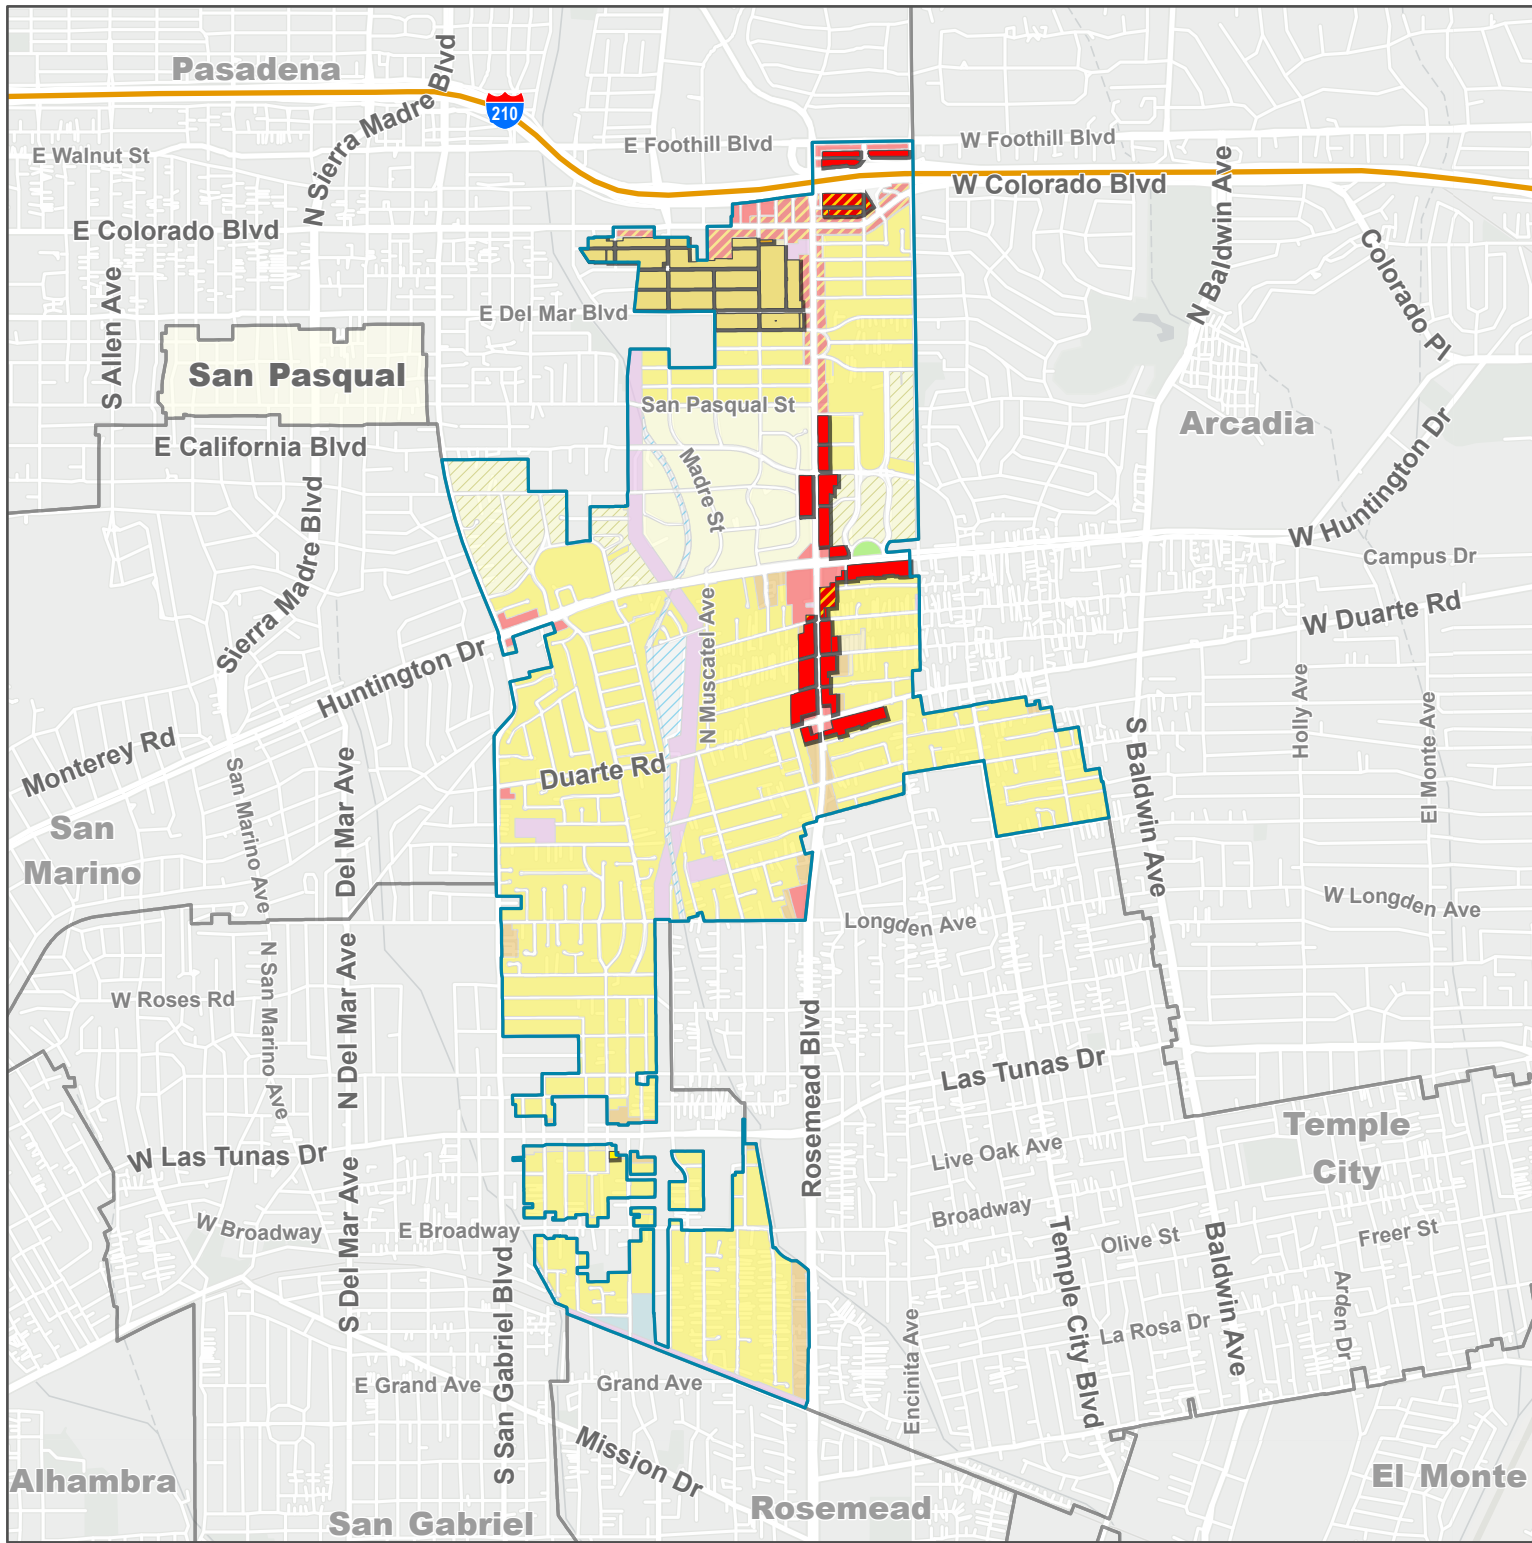 Pasadena
N Sierra Madre Blvd
210
E Foothill Blvd
W Foothill Blvd
E Walnut St
W Colorado Blvd
N Baldwin Ave
E Colorado Blvd
Colorado Pl
S Allen Ave
E Del Mar Blvd
San Pasqual
San Pasqual St
Arcadia
E California Blvd
Madre St
W Huntington Dr
Sierra Madre Blvd
Campus Dr
W Duarte Rd
Huntington Dr
N Muscatel Ave
Holly Ave
El Monte Ave
Monterey Rd
San Marino Ave
Del Mar Ave
Duarte Rd
S Baldwin Ave
San
Marino
W Longden Ave
Longden Ave
N San Marino Ave
N Del Mar Ave
W Roses Rd
Rosemead Blvd
Las Tunas Dr
Temple
City
W Las Tunas Dr
Live Oak Ave
S Del Mar Ave
W Broadway
E Broadway
Broadway
Temple City Blvd
Olive St
Baldwin Ave
Freer St
S San Gabriel Blvd
Arden Dr
La Rosa Dr
Encinita Ave
E Grand Ave
Grand Ave
Mission Dr
Alhambra
El Monte
San Gabriel
Rosemead